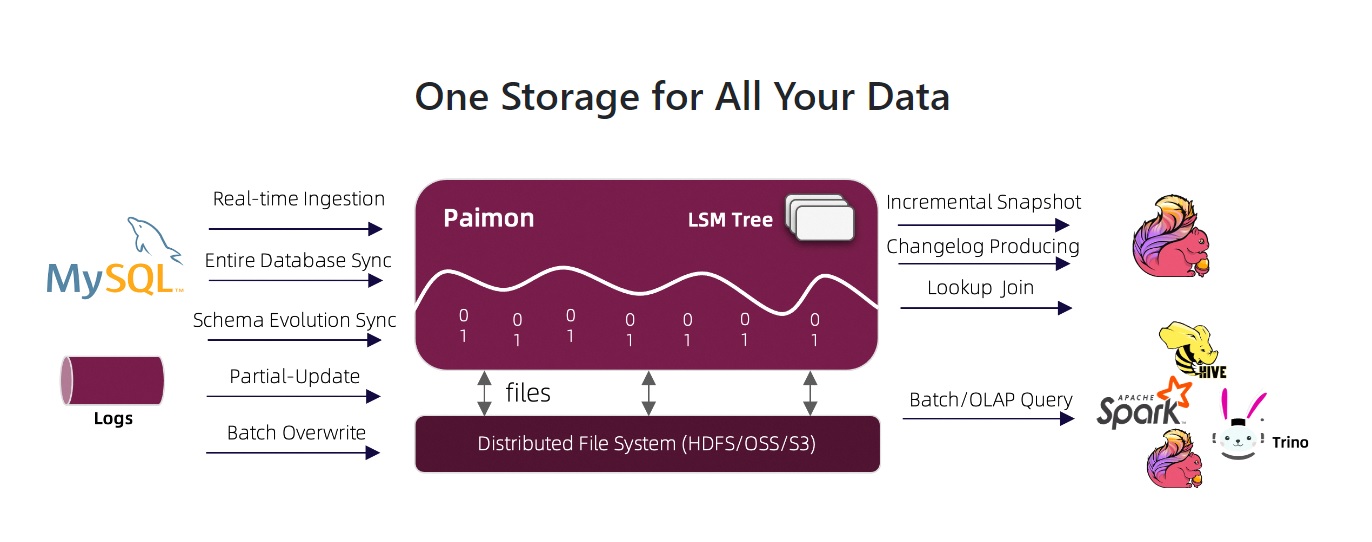 One Storage for All Your Data
Real-time Ingestion
Entire Database Sync
Schema Evolution Sync
Partial-Update
Batch Overwrite
MySQL™
Logs
Paimon
LSM Tree
0 0 0 0 0 0 0
1 1 1 1 1 1 1
files
Distributed File System (HDFS/OSS/S3)
Incremental Snapshot
Changelog Producing
Lookup Join
Batch/OLAP Query
HIVE
APACHE
Spark™
Trino